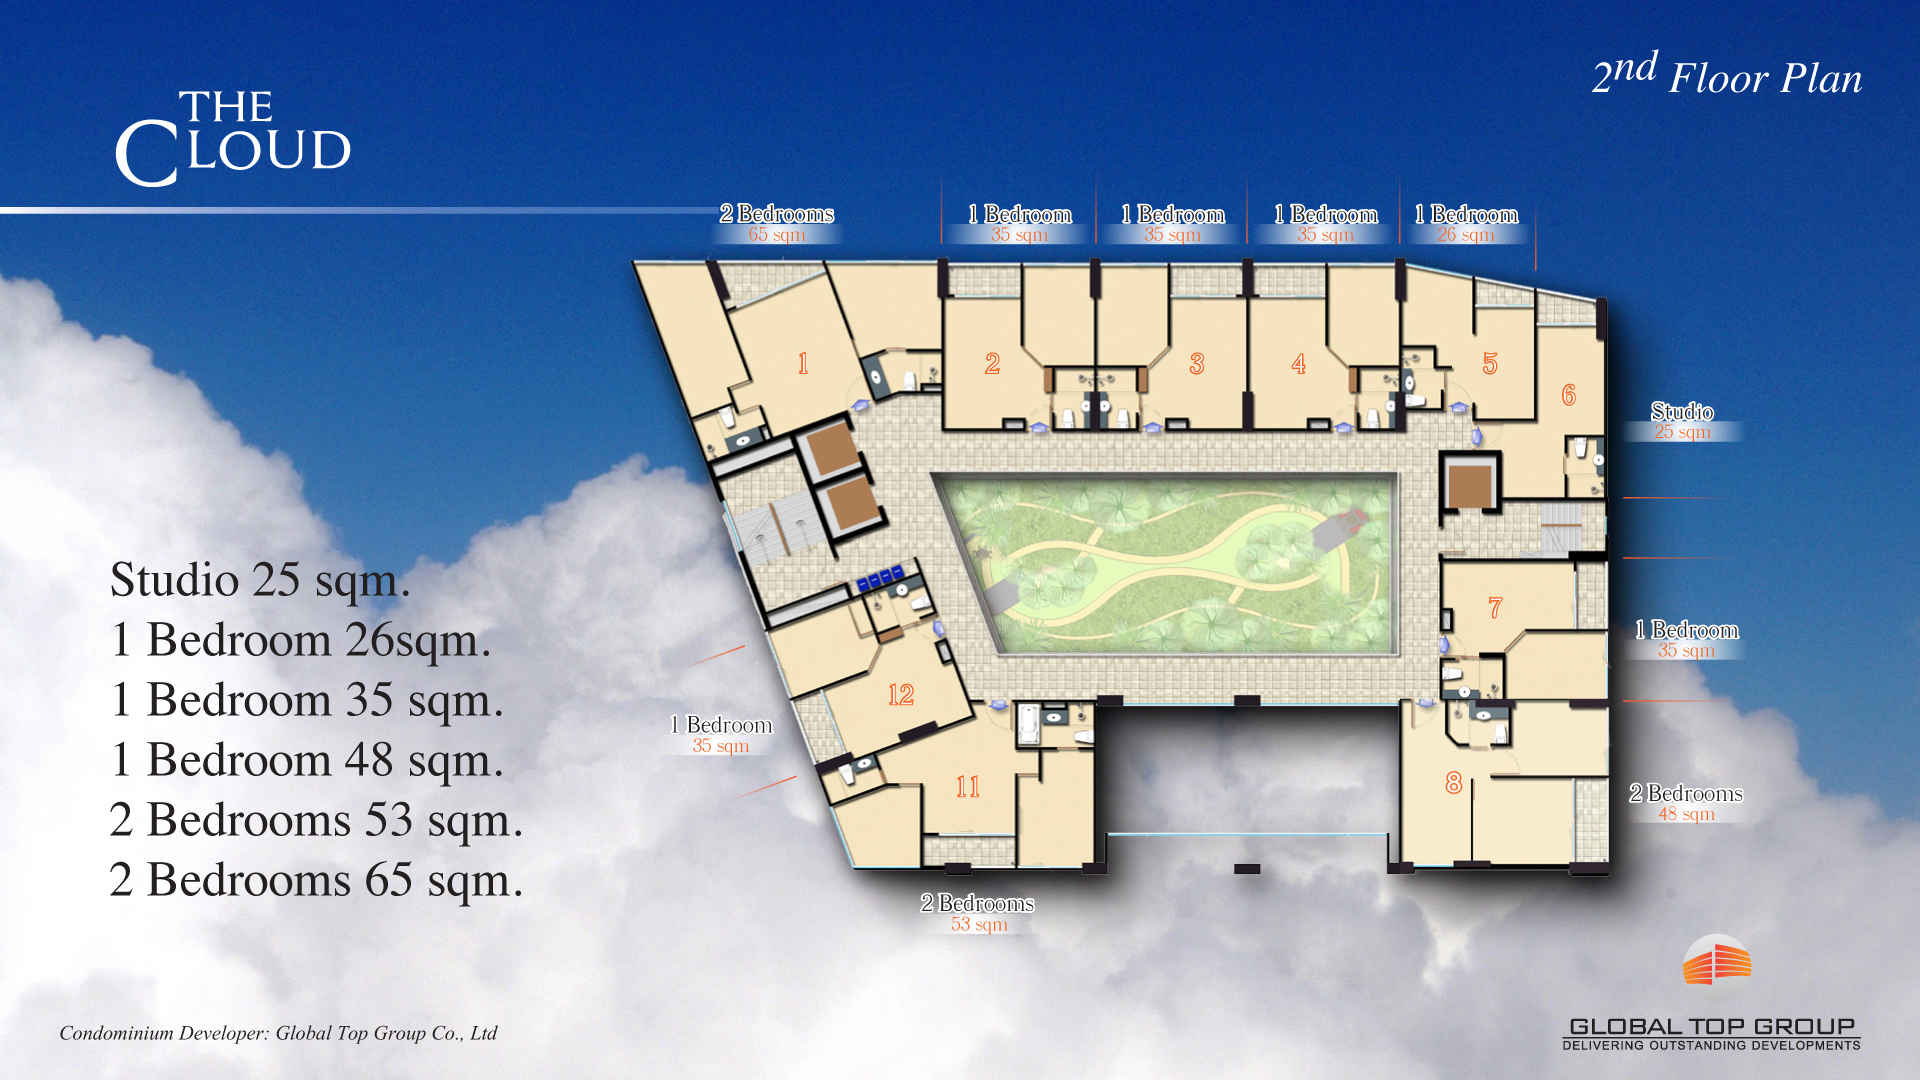 THE
CLOUD
2nd Floor Plan
2 Bedrooms
65 sqm
1 Bedroom
35 sqm
1 Bedroom
35 sqm
1 Bedroom
35 sqm
1 Bedroom
26 sqm
1
2
3
4
5
6
Studio
25 sqm
7
1 Bedroom
35 sqm
8
2 Bedrooms
48 sqm
12
1 Bedroom
35 sqm
11
2 Bedrooms
53 sqm
Studio 25 sqm.
1 Bedroom 26sqm.
1 Bedroom 35 sqm.
1 Bedroom 48 sqm.
2 Bedrooms 53 sqm.
2 Bedrooms 65 sqm.
Condominium Developer: Global Top Group Co., Ltd
GLOBAL TOP GROUP
DELIVERING OUTSTANDING DEVELOPMENTS